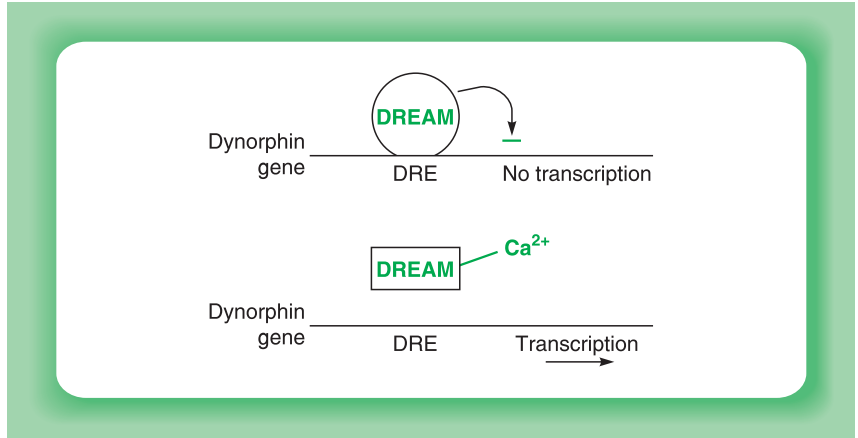 DREAM
–
Dynorphin
gene
DRE
No transcription
DREAM
Ca²⁺
Dynorphin
gene
DRE
Transcription